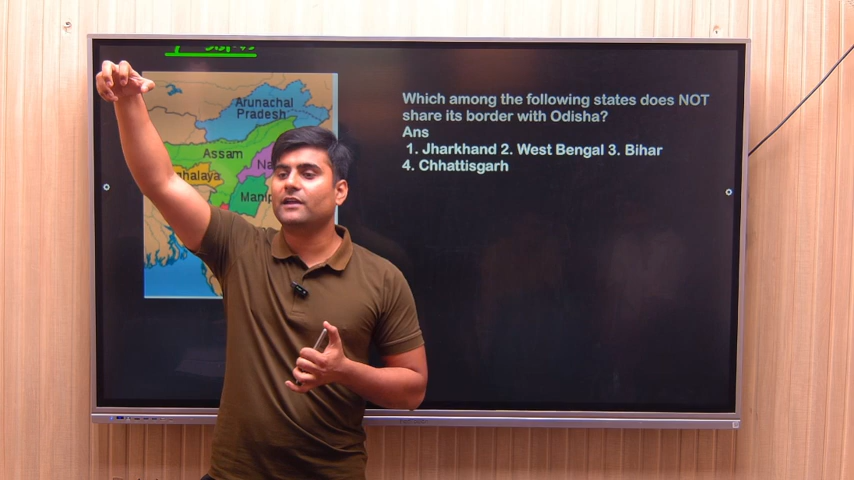 Arunachal
Pradesh
Assam
Which among the following states does NOT
share its border with Odisha?
Ans
1. Jharkhand 2. West Bengal 3. Bihar
4. Chhattisgarh